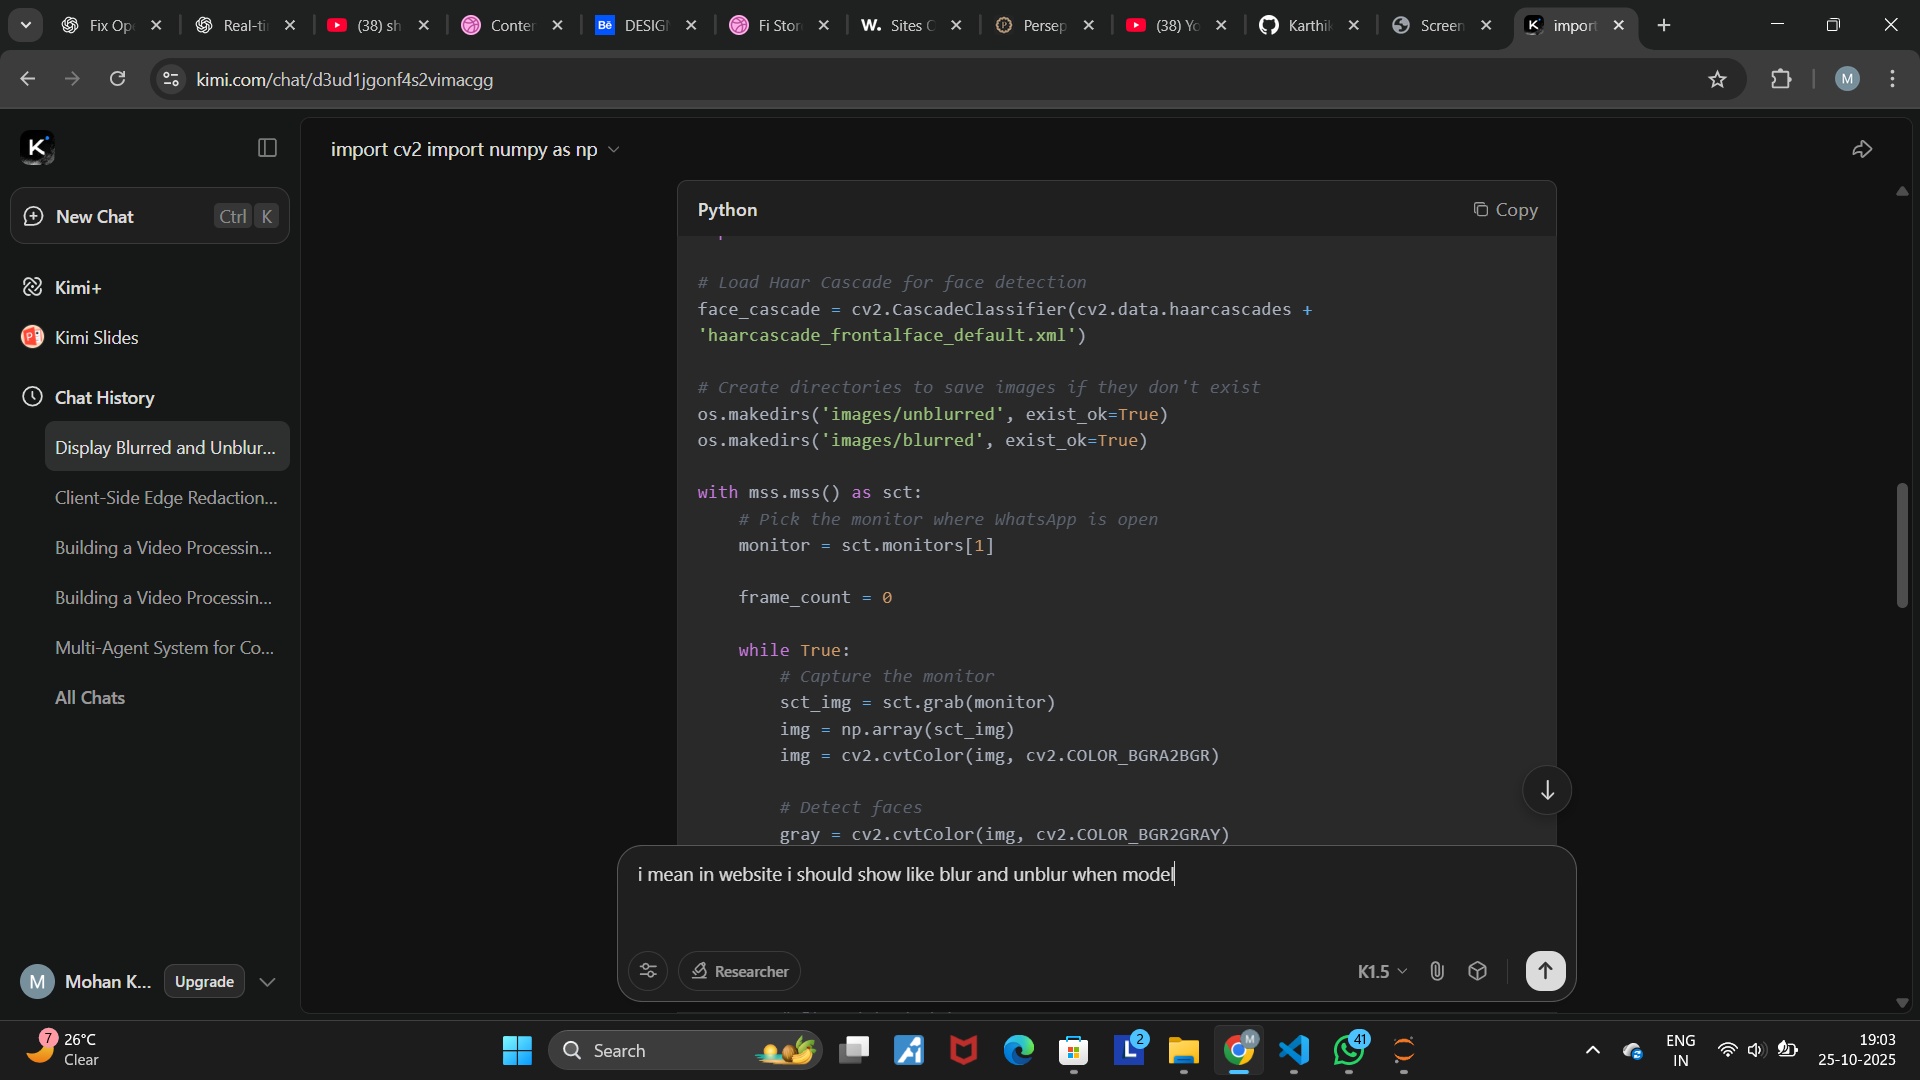 Fix Op
Real-ti
(38) sh
Conter
Bē
DESIGI
Fi Stor
W.
Sites C
Persep
(38) Yo
Karthik
Screen
import
kimi.com/chat/d3ud1jgonf4s2vimacgg
M
K
import cv2 import numpy as np
New Chat
Ctrl K
Kimi+
Kimi Slides
Chat History
Display Blurred and Unblur...
Client-Side Edge Redaction...
Building a Video Processin...
Building a Video Processin...
Multi-Agent System for Co...
All Chats
M
Mohan K...
Upgrade
Python
Copy
# Load Haar Cascade for face detection
face_cascade = cv2.CascadeClassifier(cv2.data.haarcascades +
'haarcascade_frontalface_default.xml')
# Create directories to save images if they don't exist
os.makedirs('images/unblurred', exist_ok=True)
os.makedirs('images/blurred', exist_ok=True)
with mss.mss() as sct:
# Pick the monitor where WhatsApp is open
monitor = sct.monitors[1]
frame_count = 0
while True:
# Capture the monitor
sct_img = sct.grab(monitor)
img = np.array(sct_img)
img = cv2.cvtColor(img, cv2.COLOR_BGRA2BGR)
# Detect faces
gray = cv2.cvtColor(img, cv2.COLOR_BGR2GRAY)
i mean in website i should show like blur and unblur when model
Researcher
K1.5
7
26°C
Clear
Search
2
M
41
ENG
IN
19:03
25-10-2025